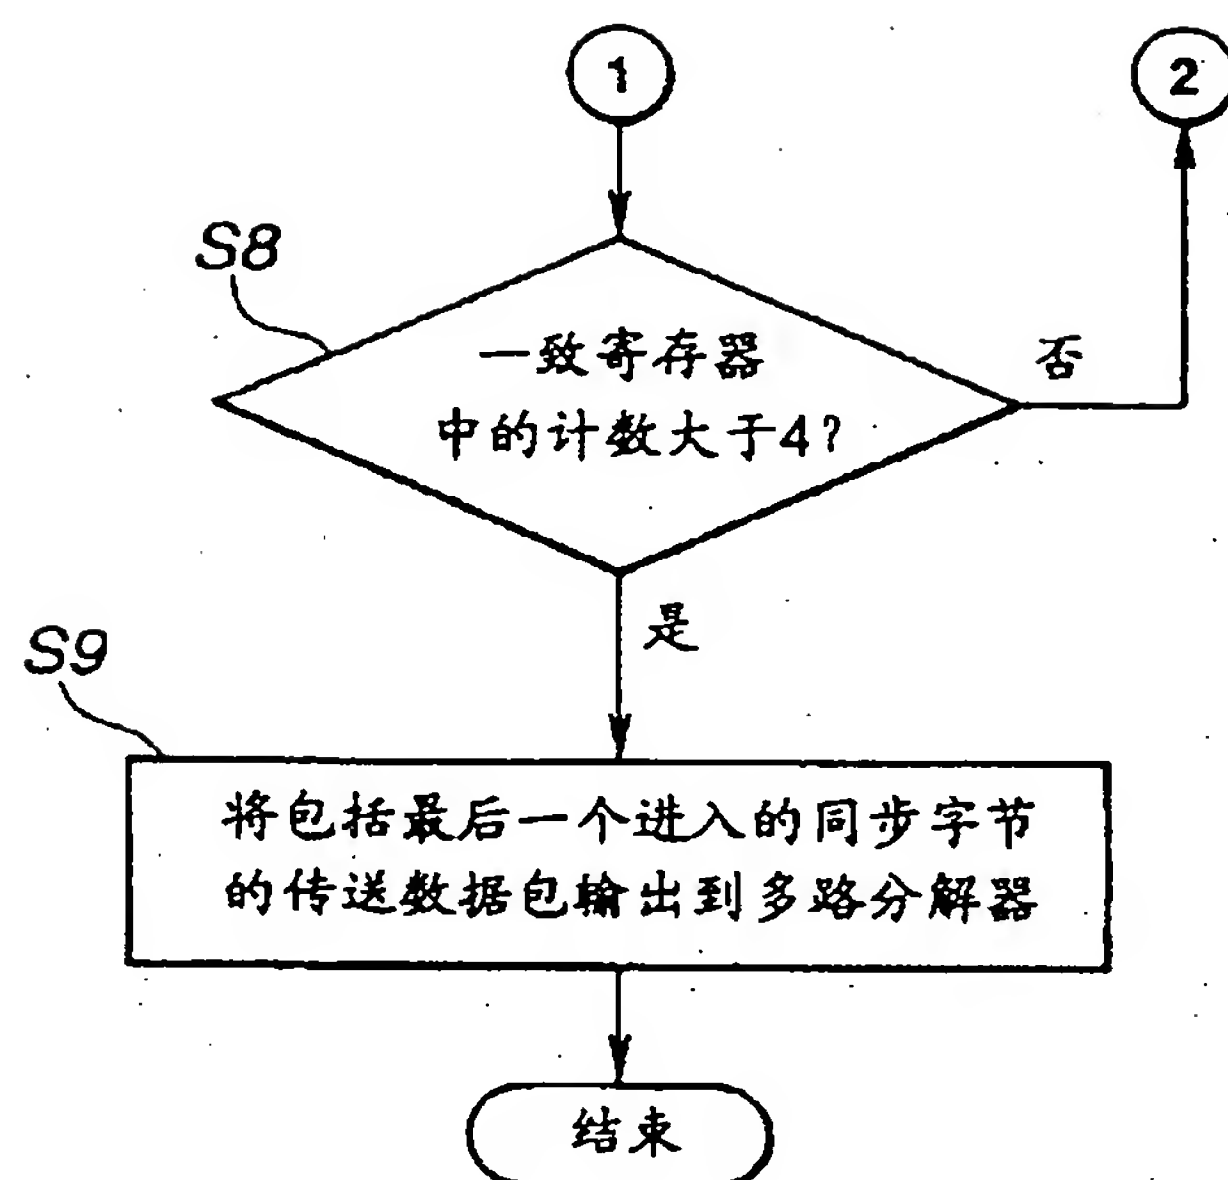 1
2
S8
一致寄存器
中的计数大于4?
否
是
S9
将包括最后一个进入的同步字节
的传送数据包输出到多路分解器
结束